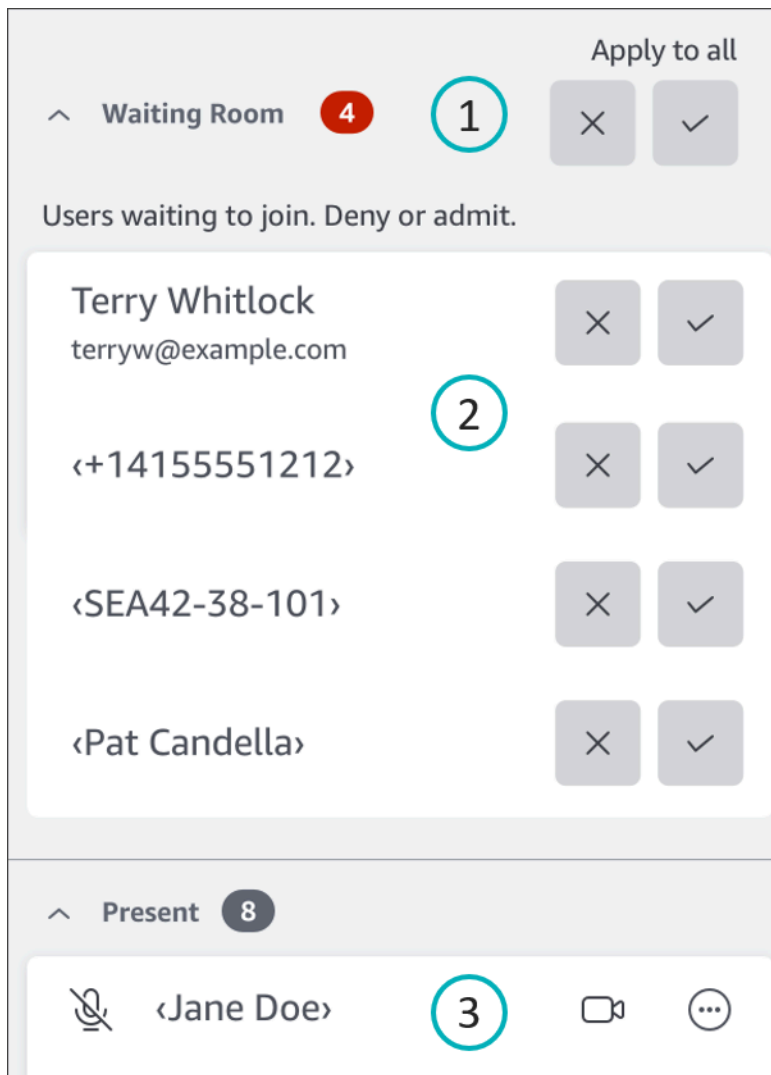 Apply to all
Waiting Room 4 1
Users waiting to join. Deny or admit.
Terry Whitlock
terryw@example.com
2
‹+14155551212›
‹SEA42-38-101›
‹Pat Candella›
Present 8
‹Jane Doe› 3